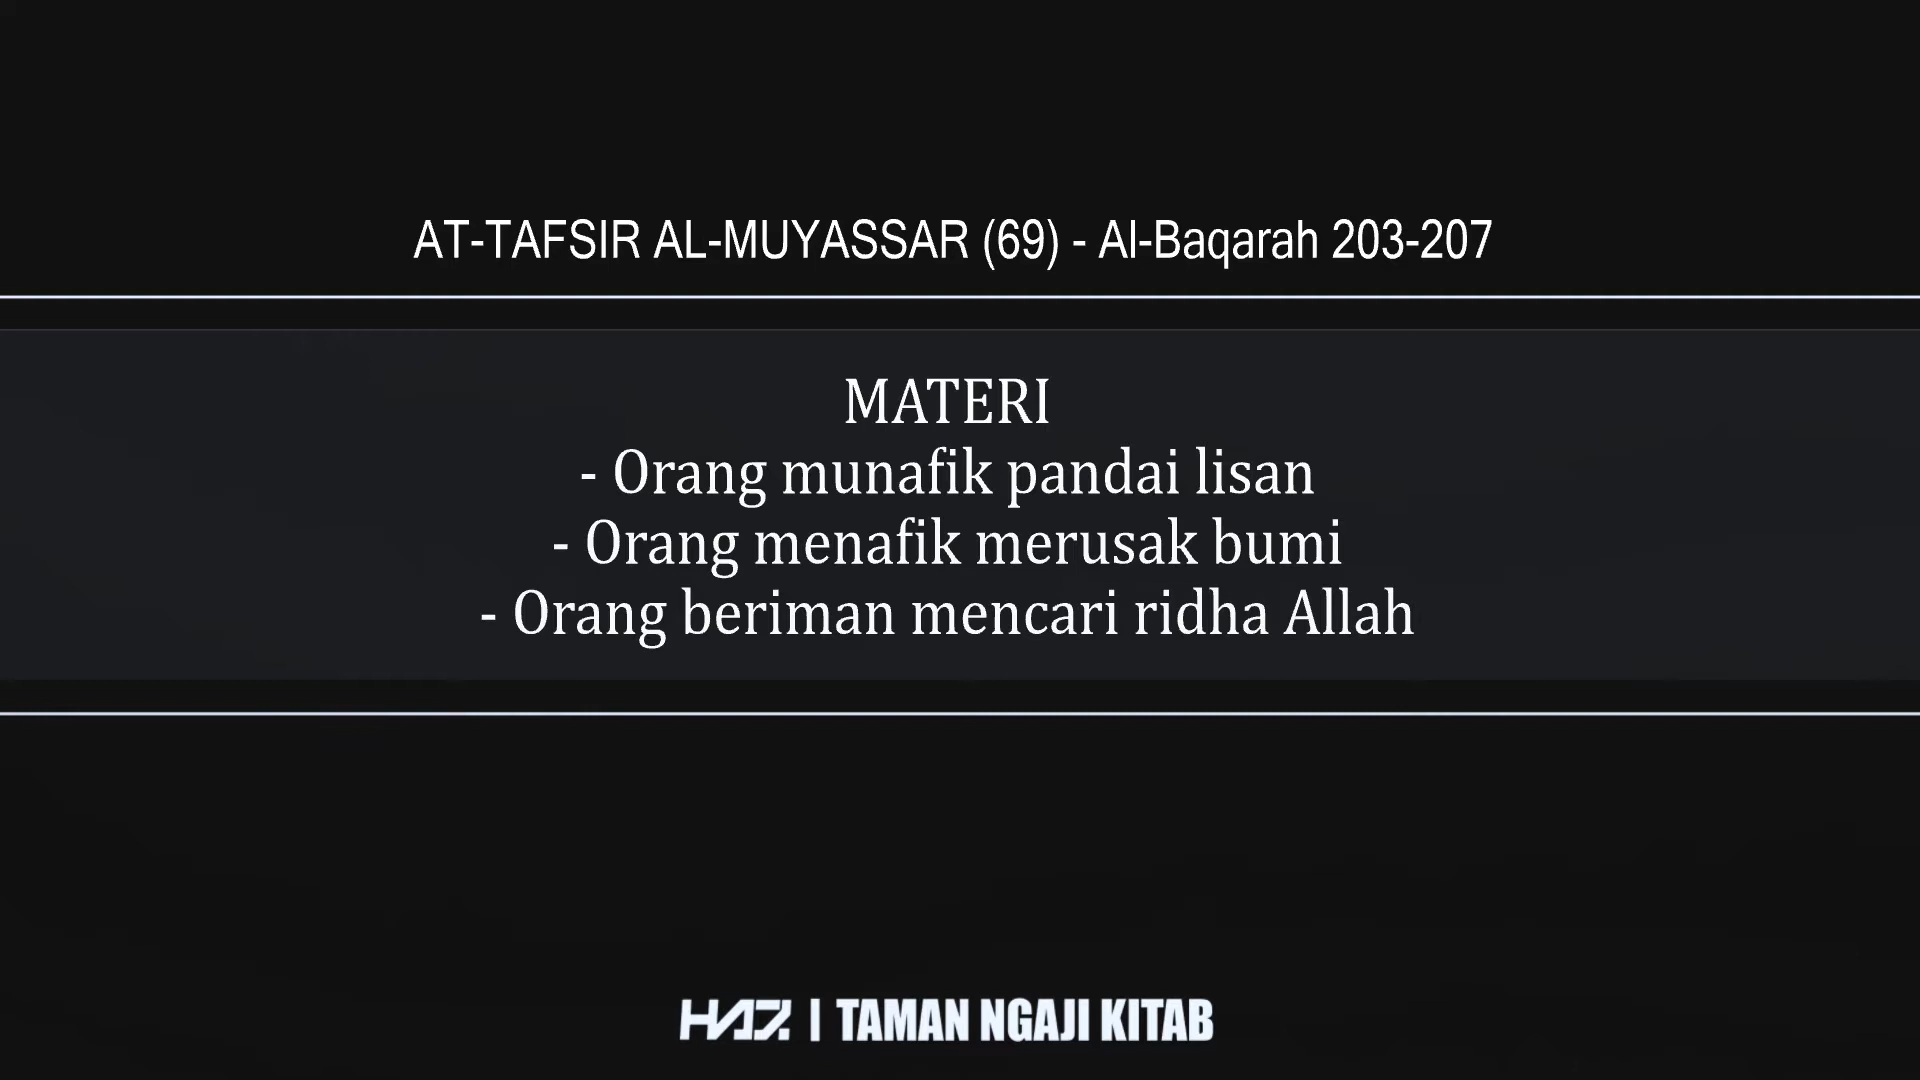 AT-TAFSIR AL-MUYASSAR (69) - Al-Baqarah 203-207
MATERI
- Orang munafik pandai lisan
- Orang menafik merusak bumi
- Orang beriman mencari ridha Allah
| TAMAN NGAJI KITAB